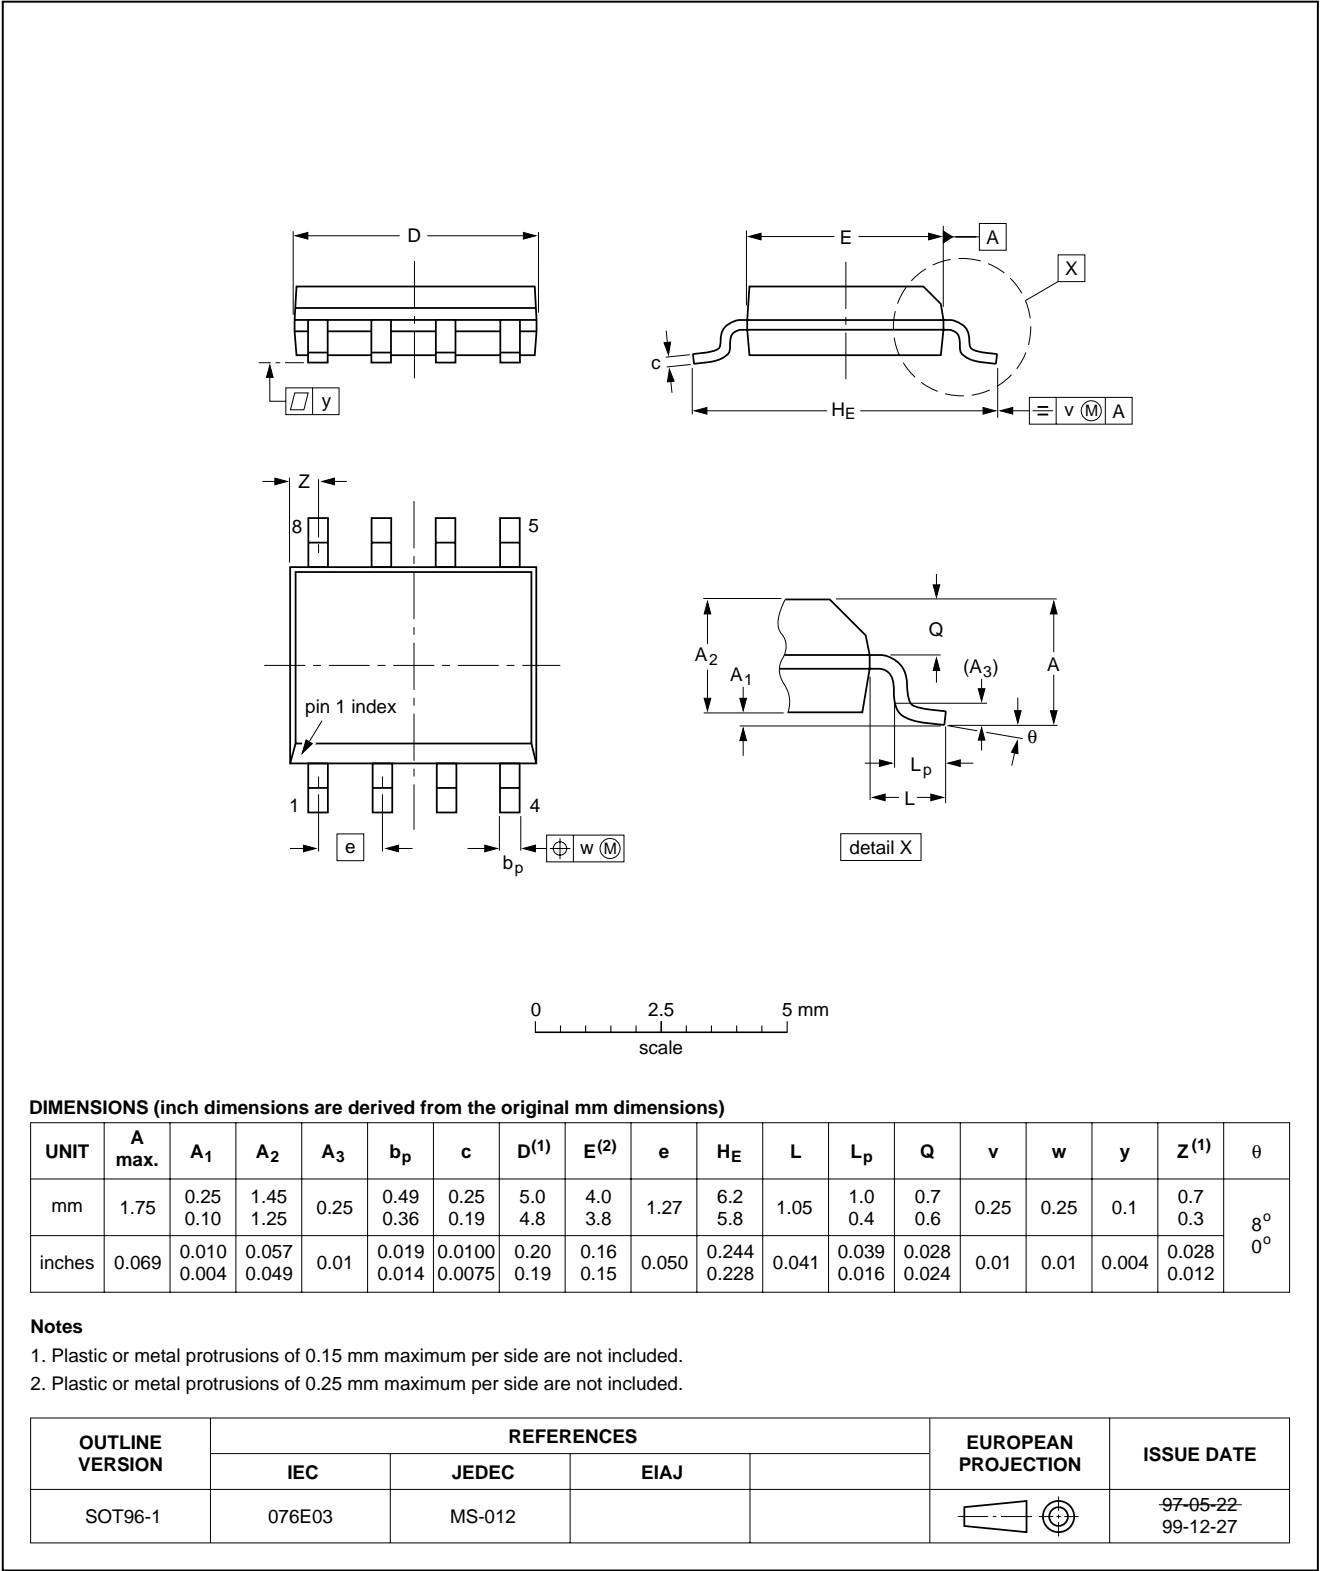 D
E
A
X
c
y
HE
v M A
Z
8
5
pin 1 index
1
4
e
bp
w M
A2
A1
Q
(A3)
A
θ
Lp
L
detail X
0 2.5 5 mm
scale
DIMENSIONS (inch dimensions are derived from the original mm dimensions)
UNIT A max. A1 A2 A3 bp c D(1) E(2) e HE L Lp Q v w y Z(1) θ
mm 1.75 0.25 0.10 1.45 1.25 0.25 0.49 0.36 0.25 0.19 5.0 4.8 4.0 3.8 1.27 6.2 5.8 1.05 1.0 0.4 0.7 0.6 0.25 0.25 0.1 0.7 0.3 8o 0o
inches 0.069 0.010 0.004 0.057 0.049 0.01 0.019 0.014 0.0100 0.0075 0.20 0.19 0.16 0.15 0.050 0.244 0.228 0.041 0.039 0.016 0.028 0.024 0.01 0.01 0.004 0.028 0.012
Notes
1. Plastic or metal protrusions of 0.15 mm maximum per side are not included.
2. Plastic or metal protrusions of 0.25 mm maximum per side are not included.
OUTLINE VERSION REFERENCES EUROPEAN PROJECTION ISSUE DATE
IEC JEDEC EIAJ
SOT96-1 076E03 MS-012 97-05-22
99-12-27